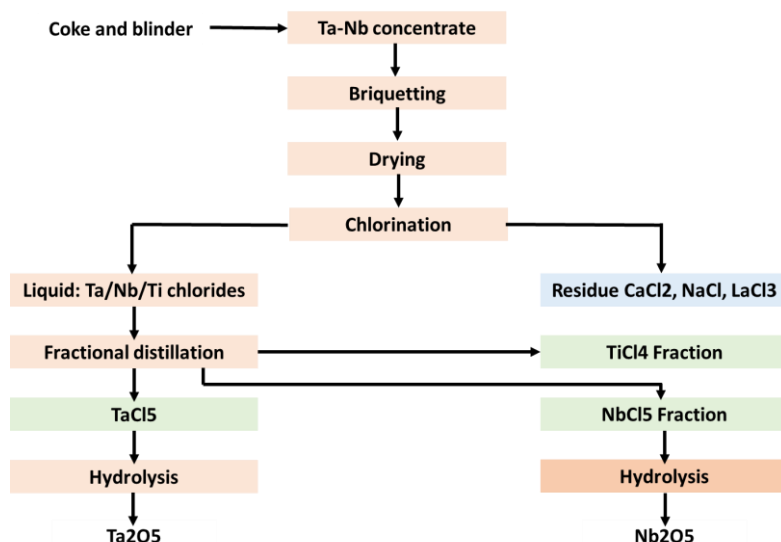 Coke and blinder
Ta-Nb concentrate
Briquetting
Drying
Chlorination
Liquid: Ta/Nb/Ti chlorides
Residue CaCl2, NaCl, LaCl3
Fractional distillation
TiCl4 Fraction
TaCl5
NbCl5 Fraction
Hydrolysis
Hydrolysis
Ta2O5
Nb2O5